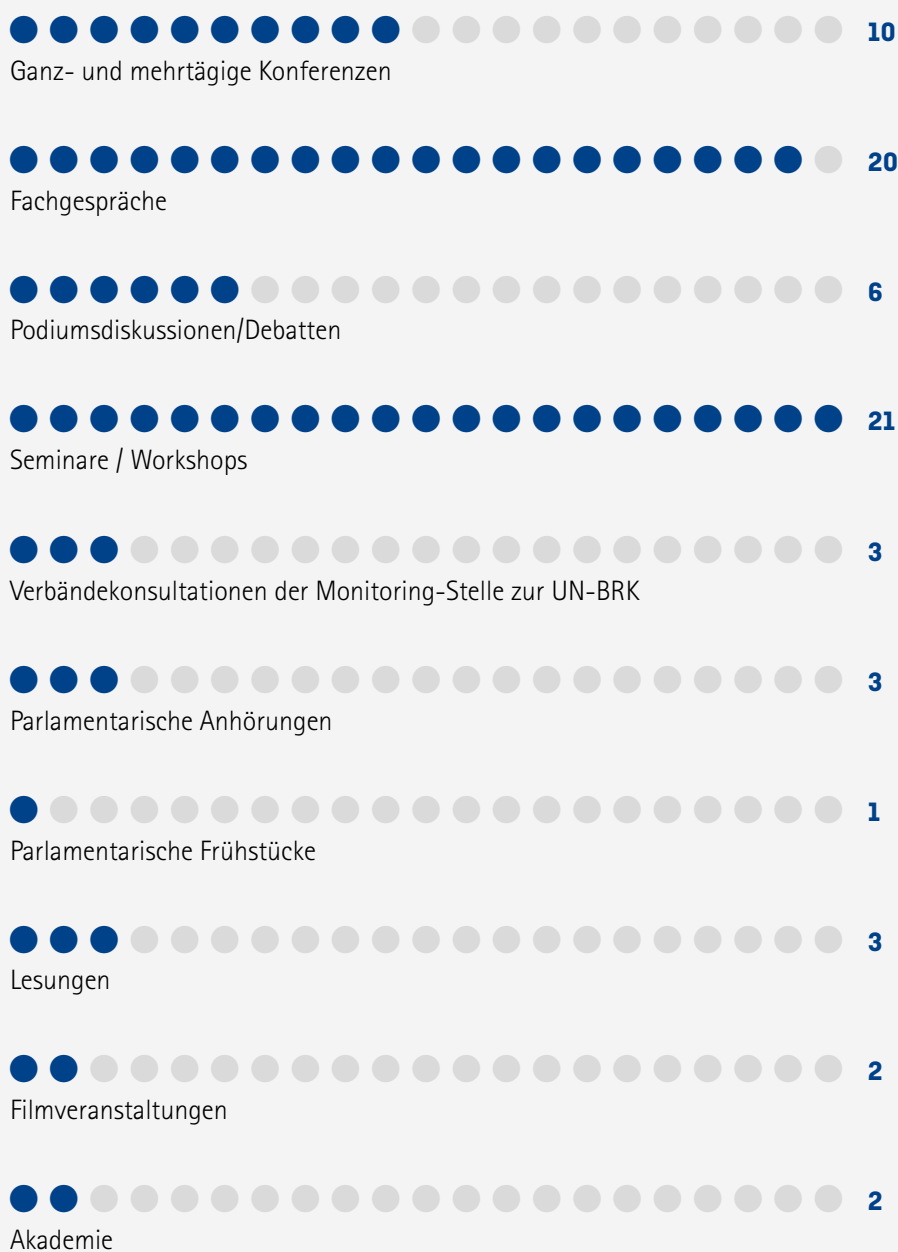 10
Ganz- und mehrtägige Konferenzen
20
Fachgespräche
6
Podiumsdiskussionen/Debatten
21
Seminare / Workshops
3
Verbändekonsultationen der Monitoring-Stelle zur UN-BRK
3
Parlamentarische Anhörungen
1
Parlamentarische Frühstücke
3
Lesungen
2
Filmveranstaltungen
2
Akademie